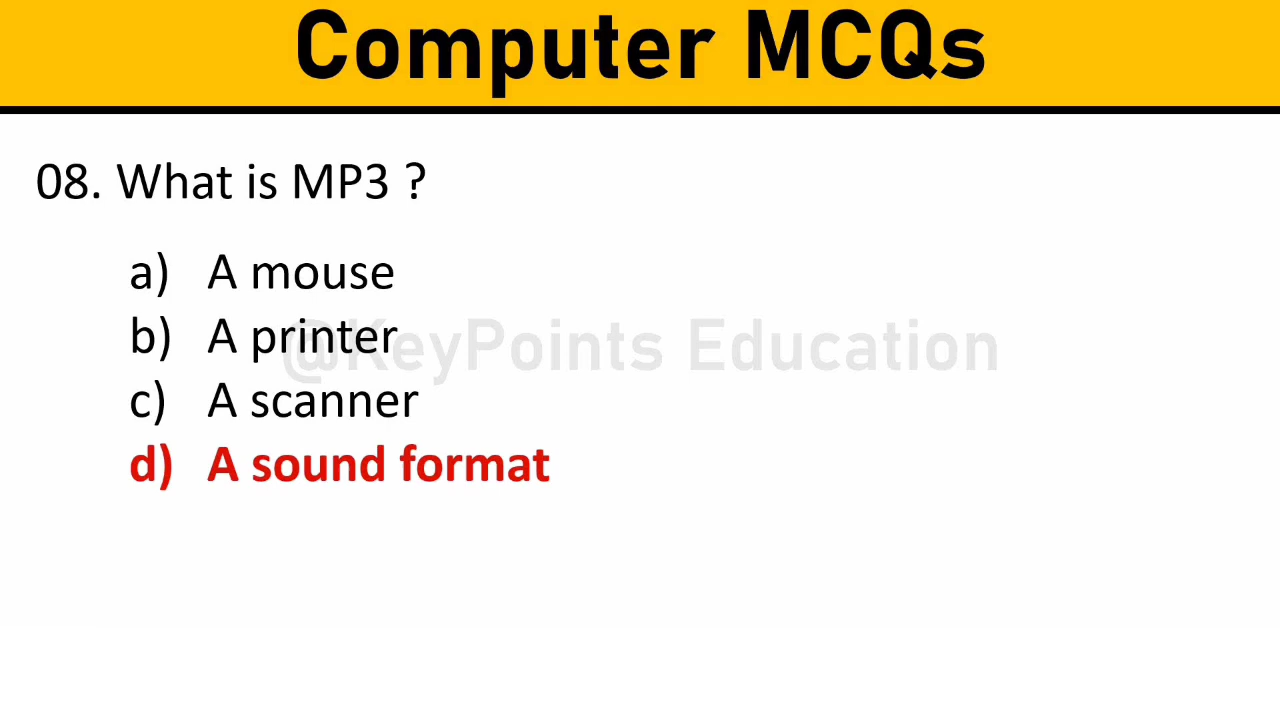 Computer MCQs
08. What is MP3 ?
a) A mouse
b) A printer
@KeyPoints Education
c) A scanner
d) A sound format